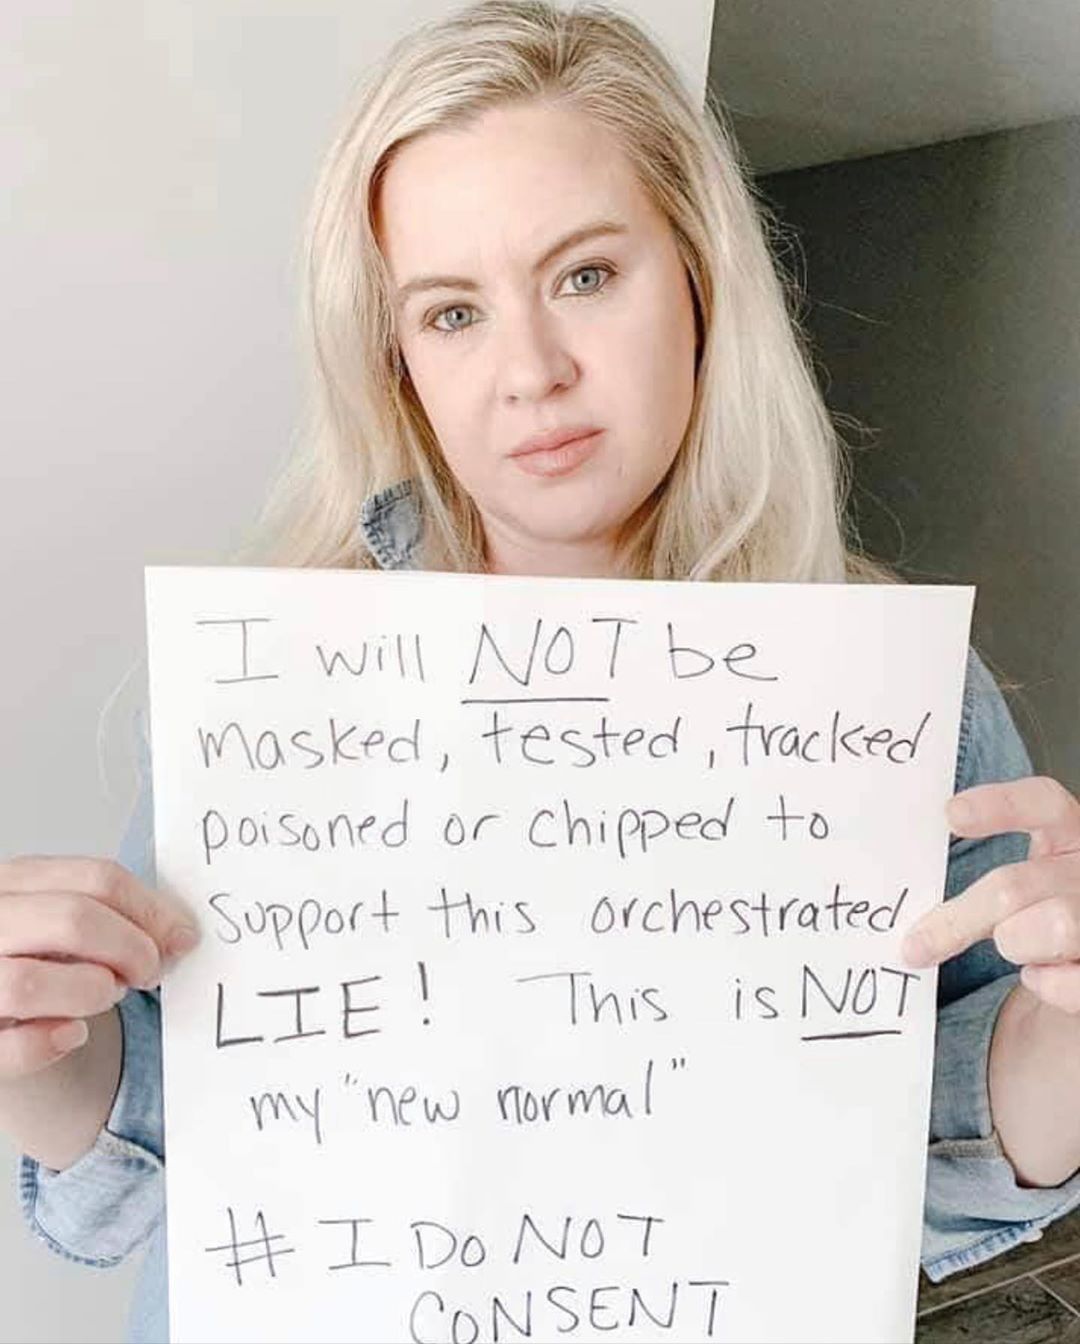 I will NOT be
masked, tested, tracked
poisoned or chipped to
support this orchestrated
LIE! This is NOT
my "new normal"
# I DO NOT
CONSENT